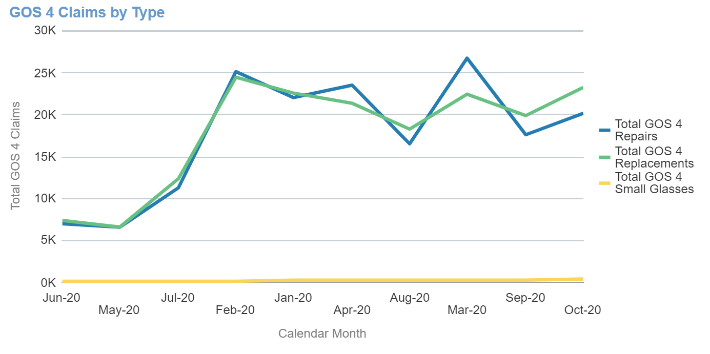 GOS 4 Claims by Type
30K
25K
20K
15K
10K
5K
0K
Total GOS 4 Claims
Jun-20
May-20
Jul-20
Feb-20
Jan-20
Apr-20
Aug-20
Mar-20
Sep-20
Oct-20
Calendar Month
Total GOS 4
Repairs
Total GOS 4
Replacements
Total GOS 4
Small Glasses